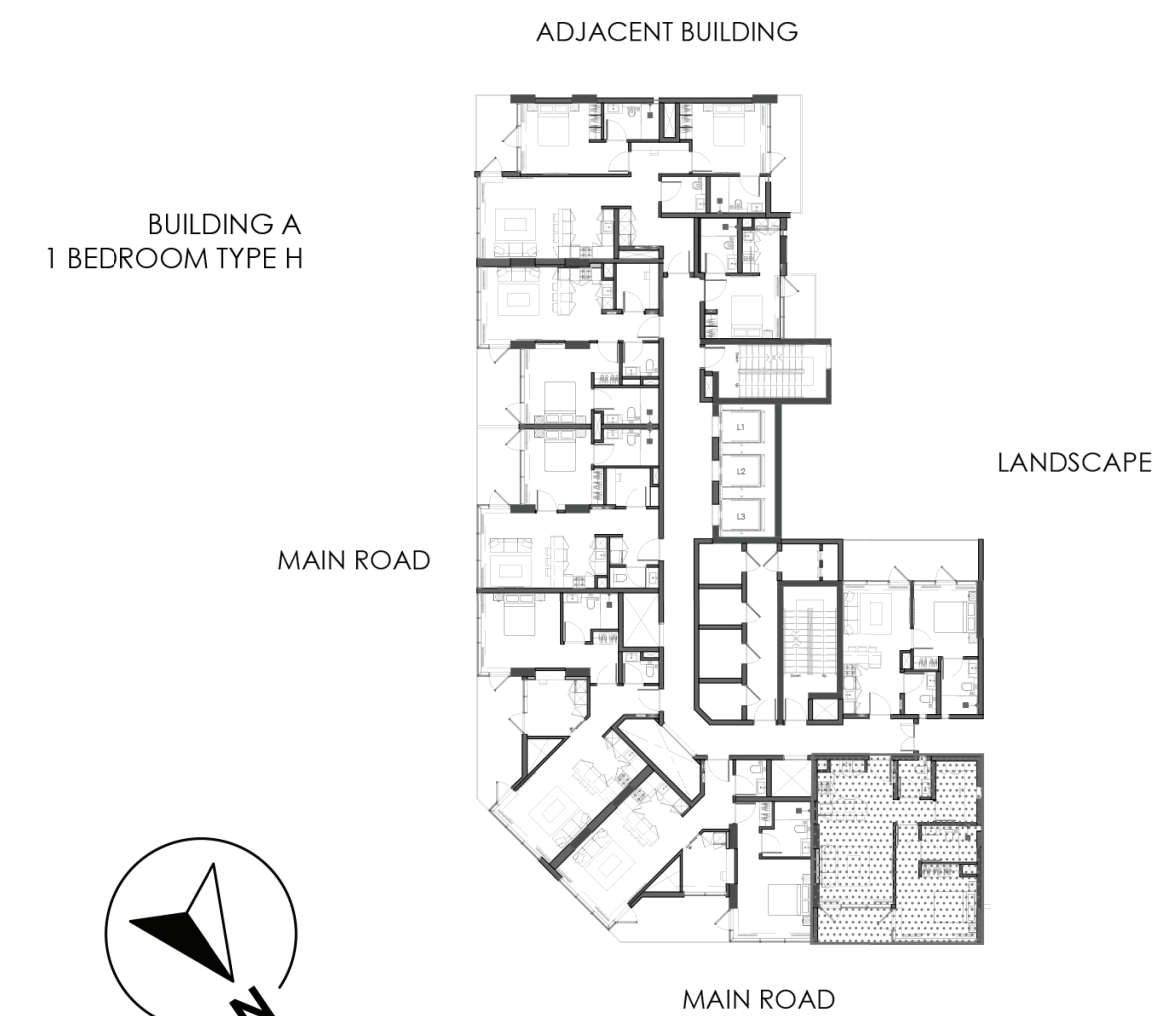 ADJACENT BUILDING
BUILDING A
1 BEDROOM TYPE H
L1
L2
LANDSCAPE
L3
MAIN ROAD
N
MAIN ROAD